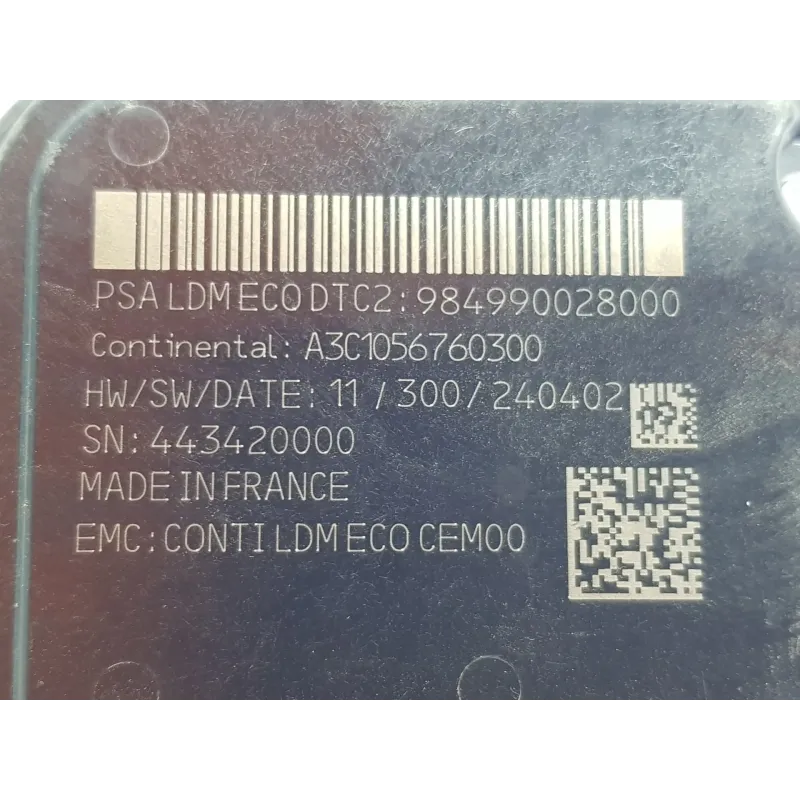 PSA LDM ECO DTC2:984990028000
Continental: A3C1056760300
HW/SW/DATE: 11 / 300 / 240402
SN: 443420000
MADE IN FRANCE
EMC: CONTI LDM ECO CEM00